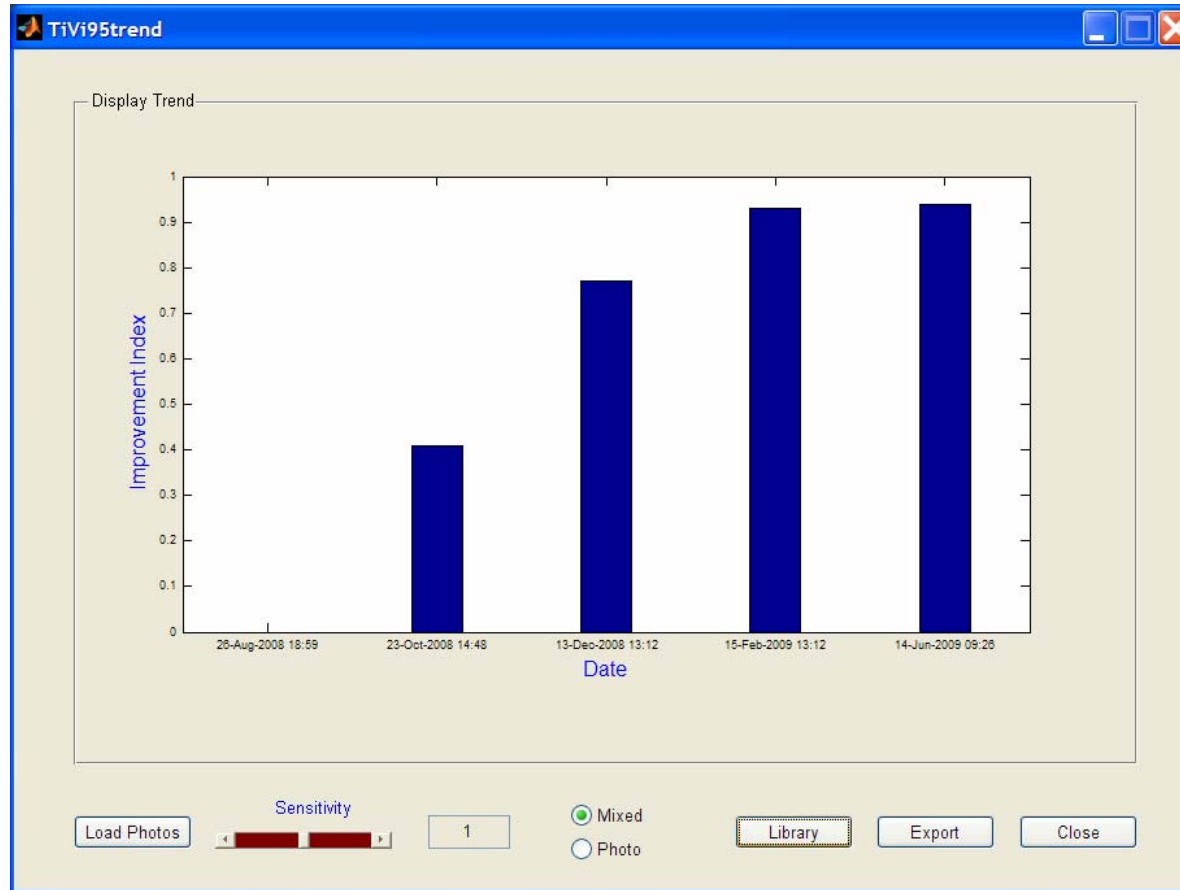 TiVi95trend
Display Trend
1
0.9
0.8
0.7
0.6
0.5
0.4
0.3
0.2
0.1
0
Improvement Index
26-Aug-2008 18:59
23-Oct-2008 14:48
13-Dec-2008 13:12
15-Feb-2009 13:12
14-Jun-2009 09:26
Date
Sensitivity
Load Photos
1
Mixed
Photo
Library
Export
Close